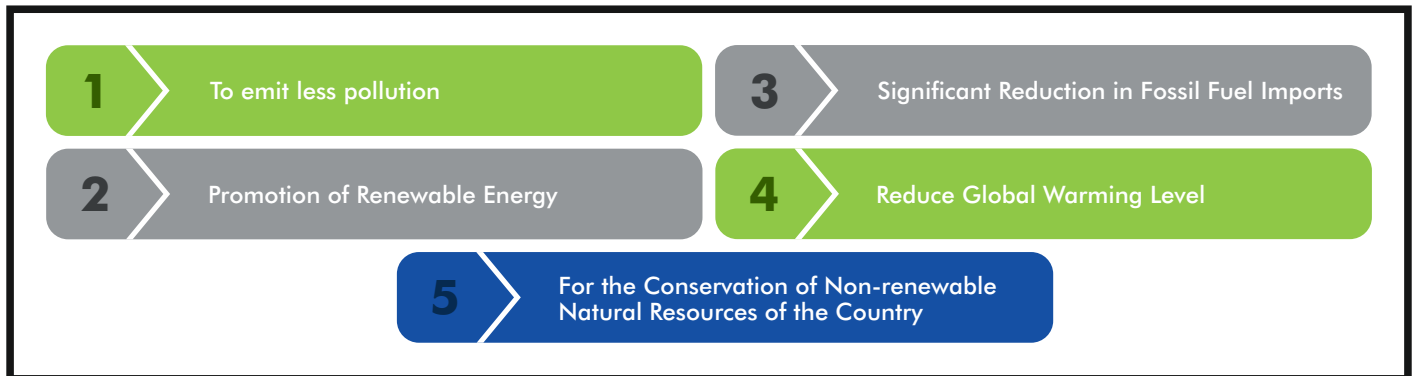 1
To emit less pollution
2
Promotion of Renewable Energy
3
Significant Reduction in Fossil Fuel Imports
4
Reduce Global Warming Level
5
For the Conservation of Non-renewable
Natural Resources of the Country